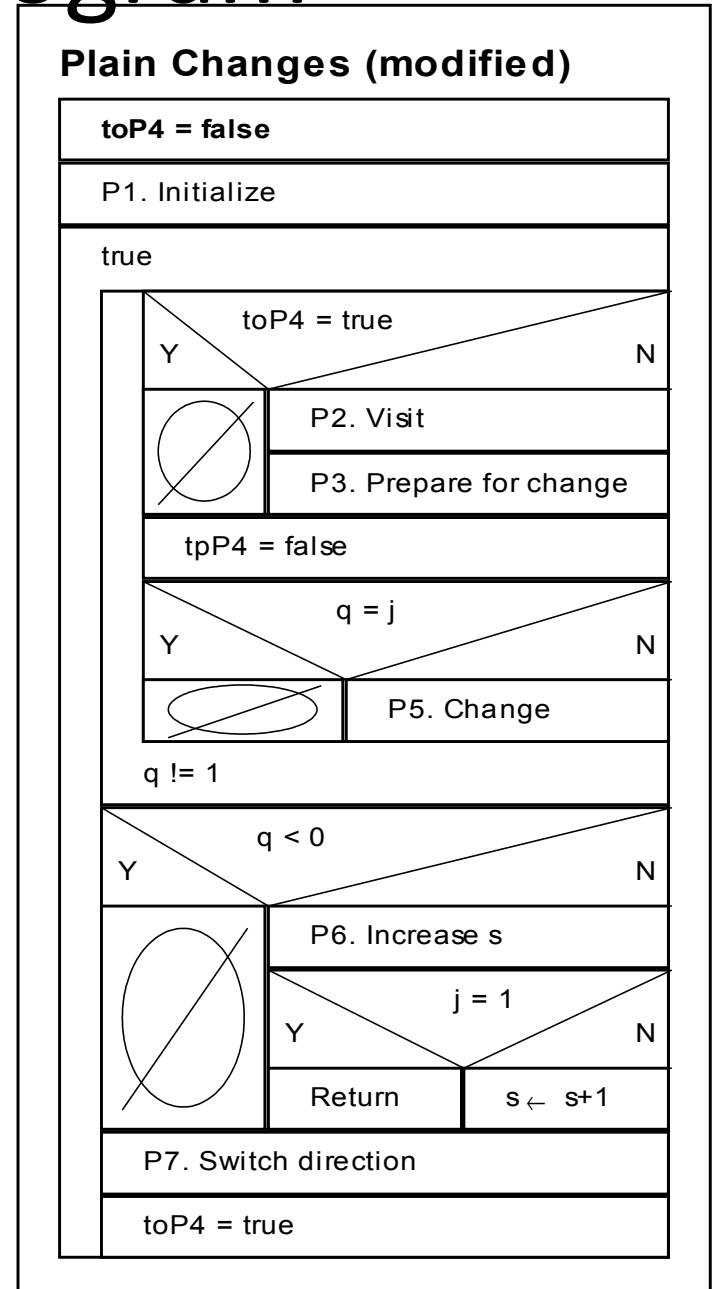 Plain Changes (modified)
toP4 = false
P1. Initialize
true
toP4 = true
Y
N
P2. Visit
P3. Prepare for change
tpP4 = false
q = j
Y
N
P5. Change
q != 1
q < 0
Y
N
P6. Increase s
j = 1
Y
N
Return
s ← s+1
P7. Switch direction
toP4 = true